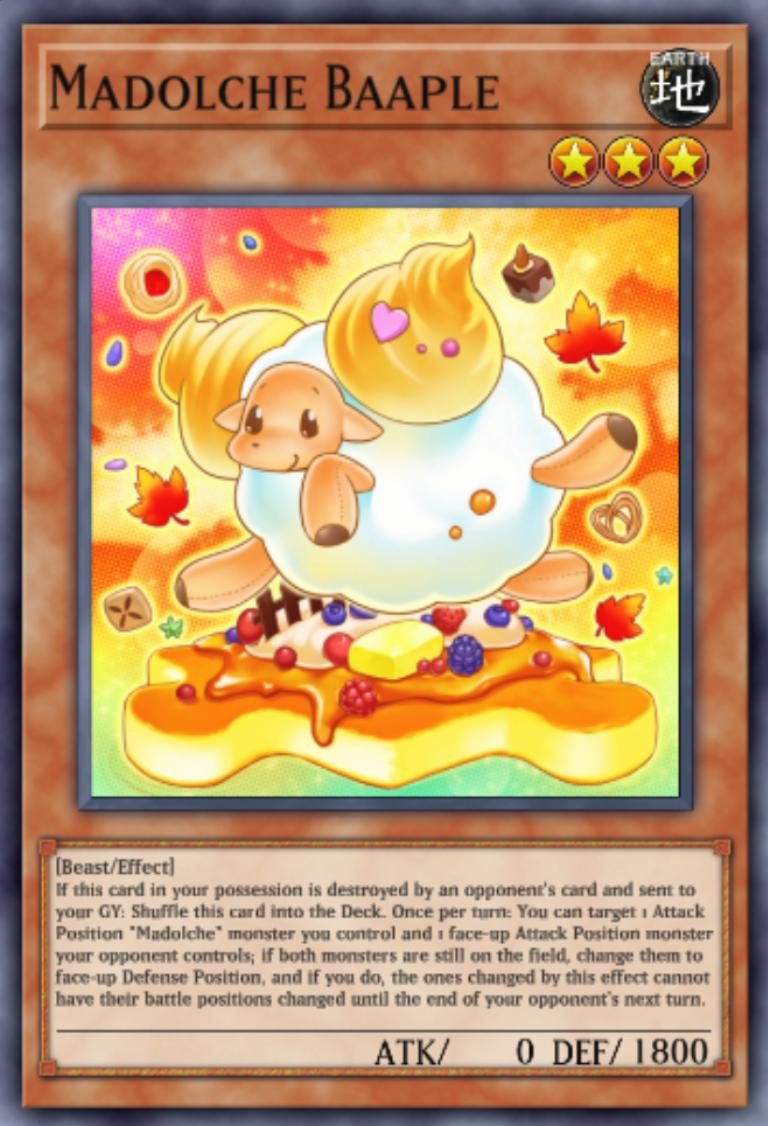 MADOLCHE BAAPLE
EARTH
地
[Beast/Effect]
If this card in your possession is destroyed by an opponent's card and sent to
your GY: Shuffle this card into the Deck. Once per turn: You can target 1 Attack
Position "Madolche" monster you control and 1 face-up Attack Position monster
your opponent controls; if both monsters are still on the field, change them to
face-up Defense Position, and if you do, the ones changed by this effect cannot
have their battle positions changed until the end of your opponent's next turn.
ATK/ 0 DEF/ 1800